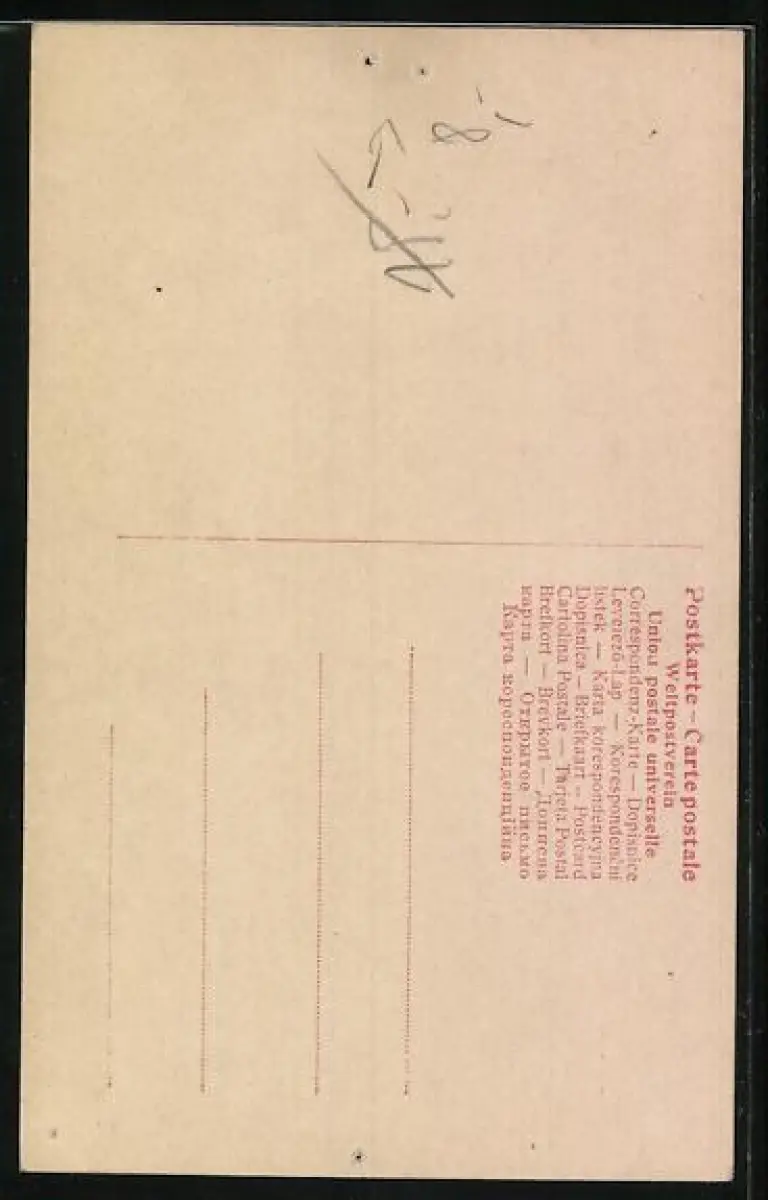 Postkarte – Carte postale
Weltpostverein
Union postale universelle
Correspondenz-Karte – Dopisnice
Levelező-Lap – Korespondenční
lístek – Karta korespondencyjna
Dopisnica – Briefkaart – Postcard
Cartolina Postale – Tarjeta Postal
Brefkort – Brevkort – Дописна
карта – Открытое письмо
Карта кореспонденційна
8